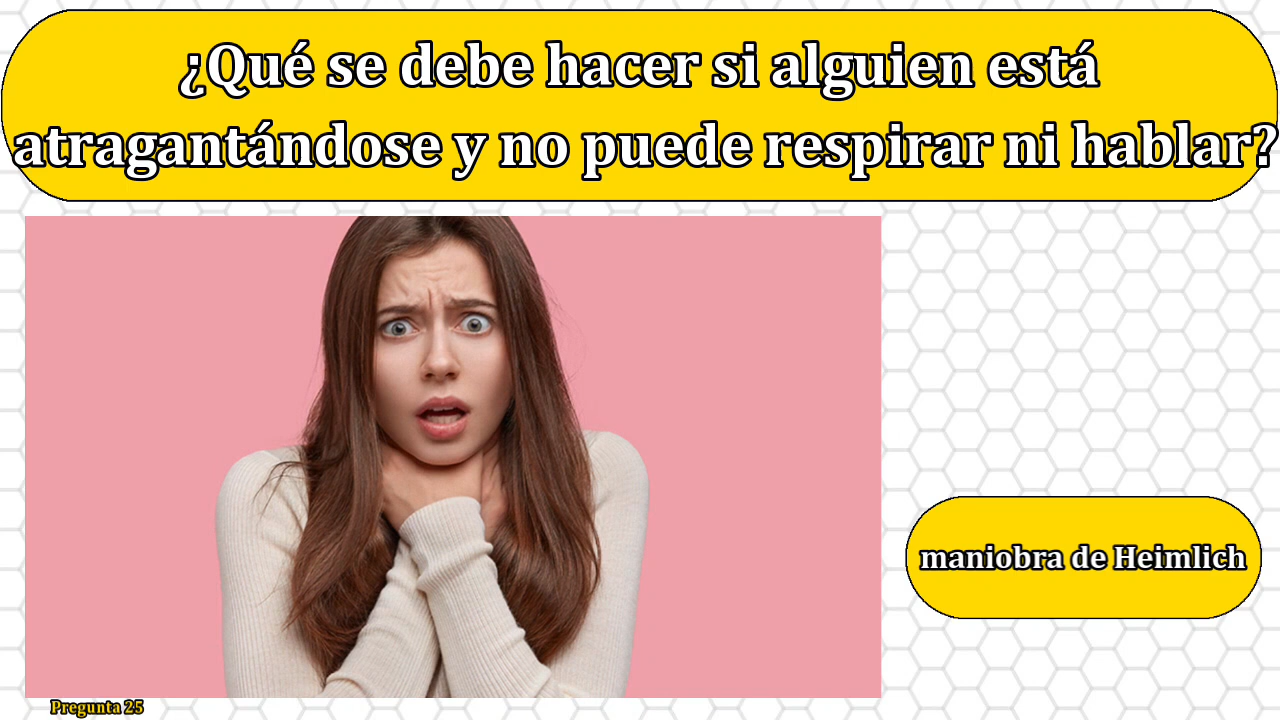 ¿Qué se debe hacer si alguien está
atragantándose y no puede respirar ni hablar?
maniobra de Heimlich
Pregunta 25